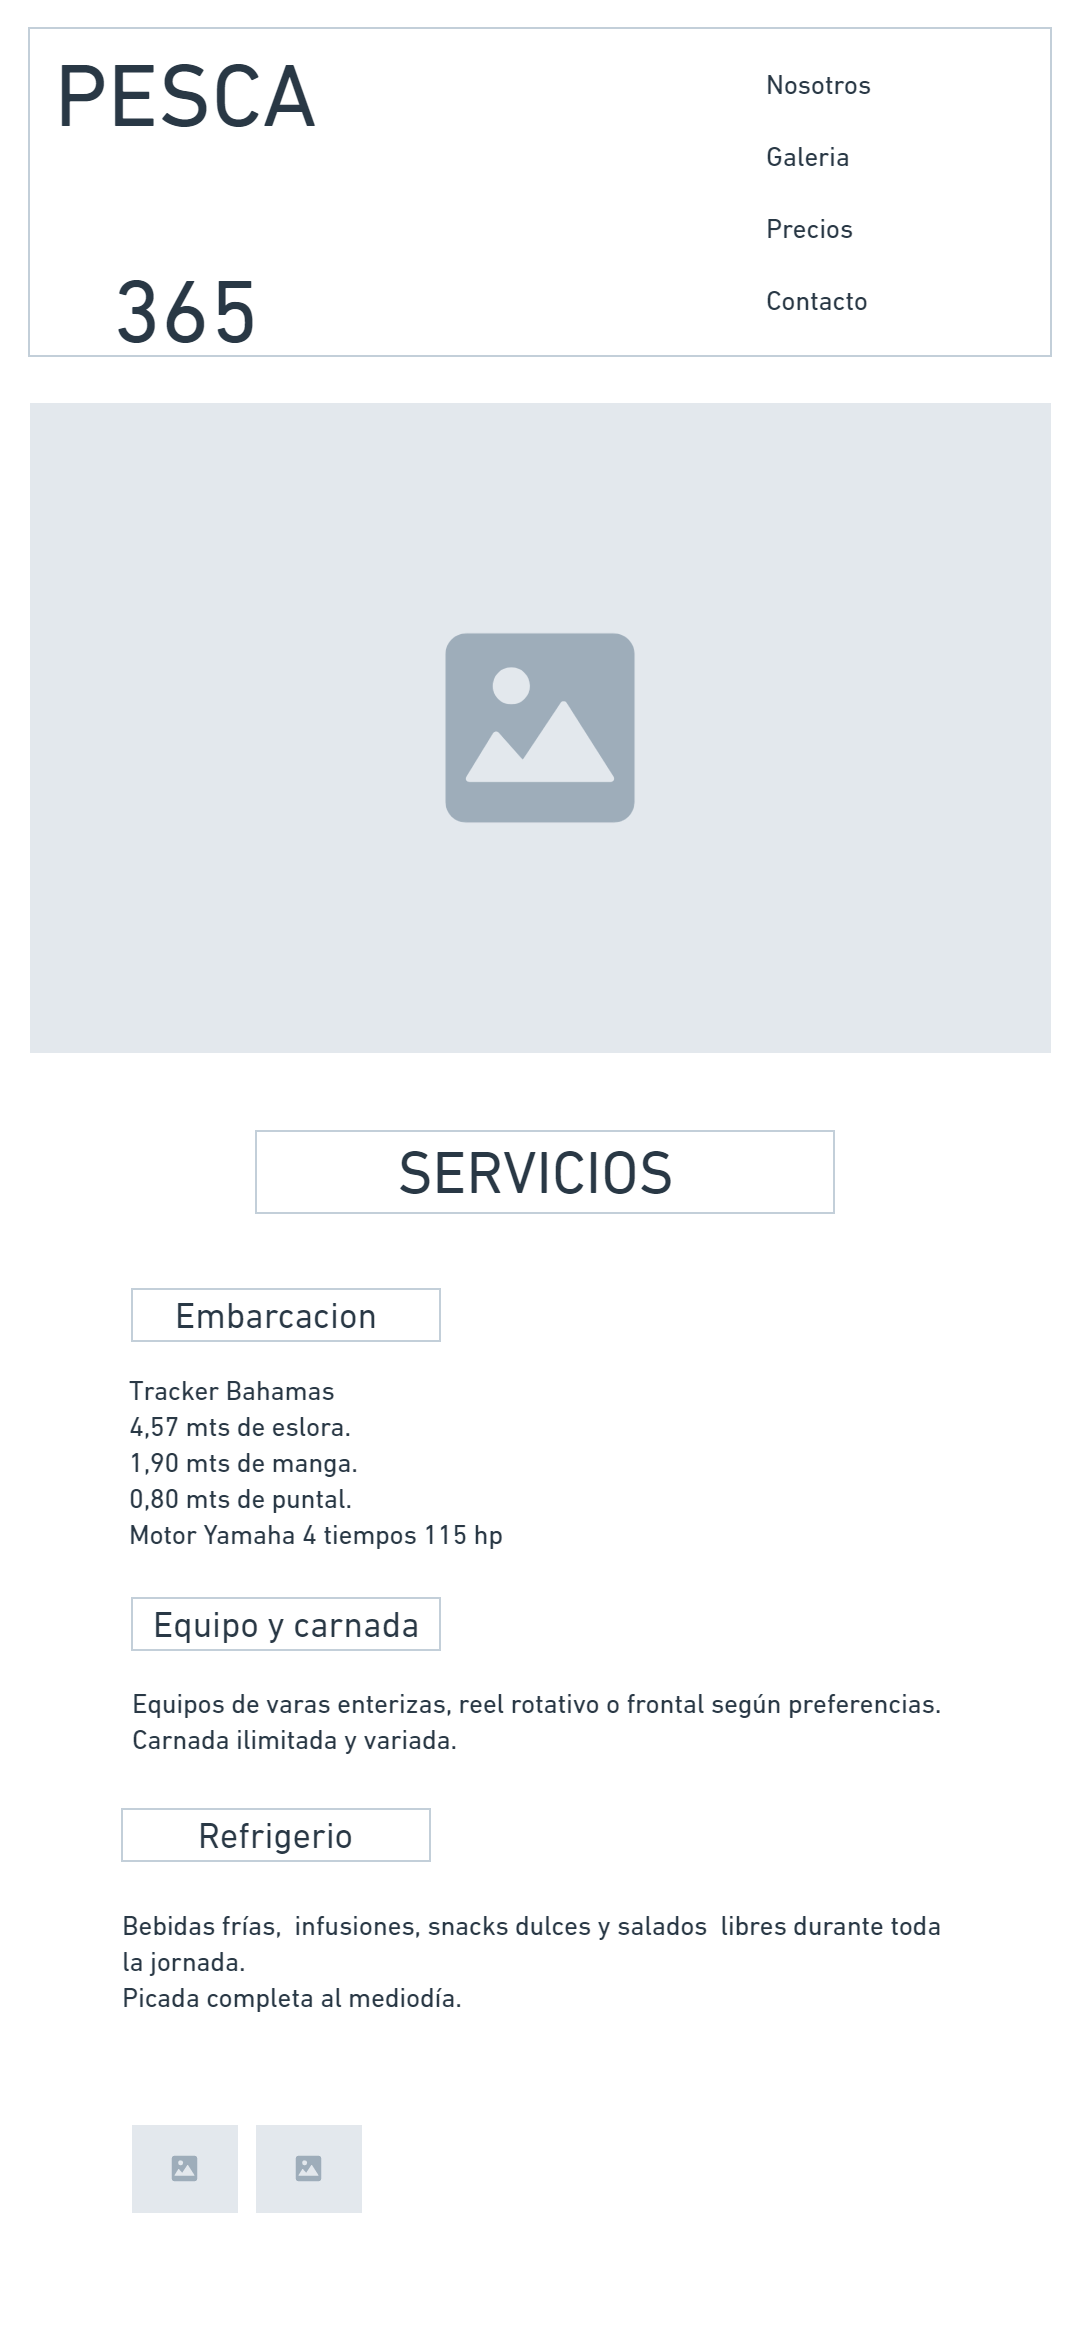 PESCA
365
Nosotros
Galeria
Precios
Contacto
SERVICIOS
Embarcacion
Tracker Bahamas
4,57 mts de eslora.
1,90 mts de manga.
0,80 mts de puntal.
Motor Yamaha 4 tiempos 115 hp
Equipo y carnada
Equipos de varas enterizas, reel rotativo o frontal según preferencias.
Carnada ilimitada y variada.
Refrigerio
Bebidas frías,  infusiones, snacks dulces y salados  libres durante toda
la jornada.
Picada completa al mediodía.